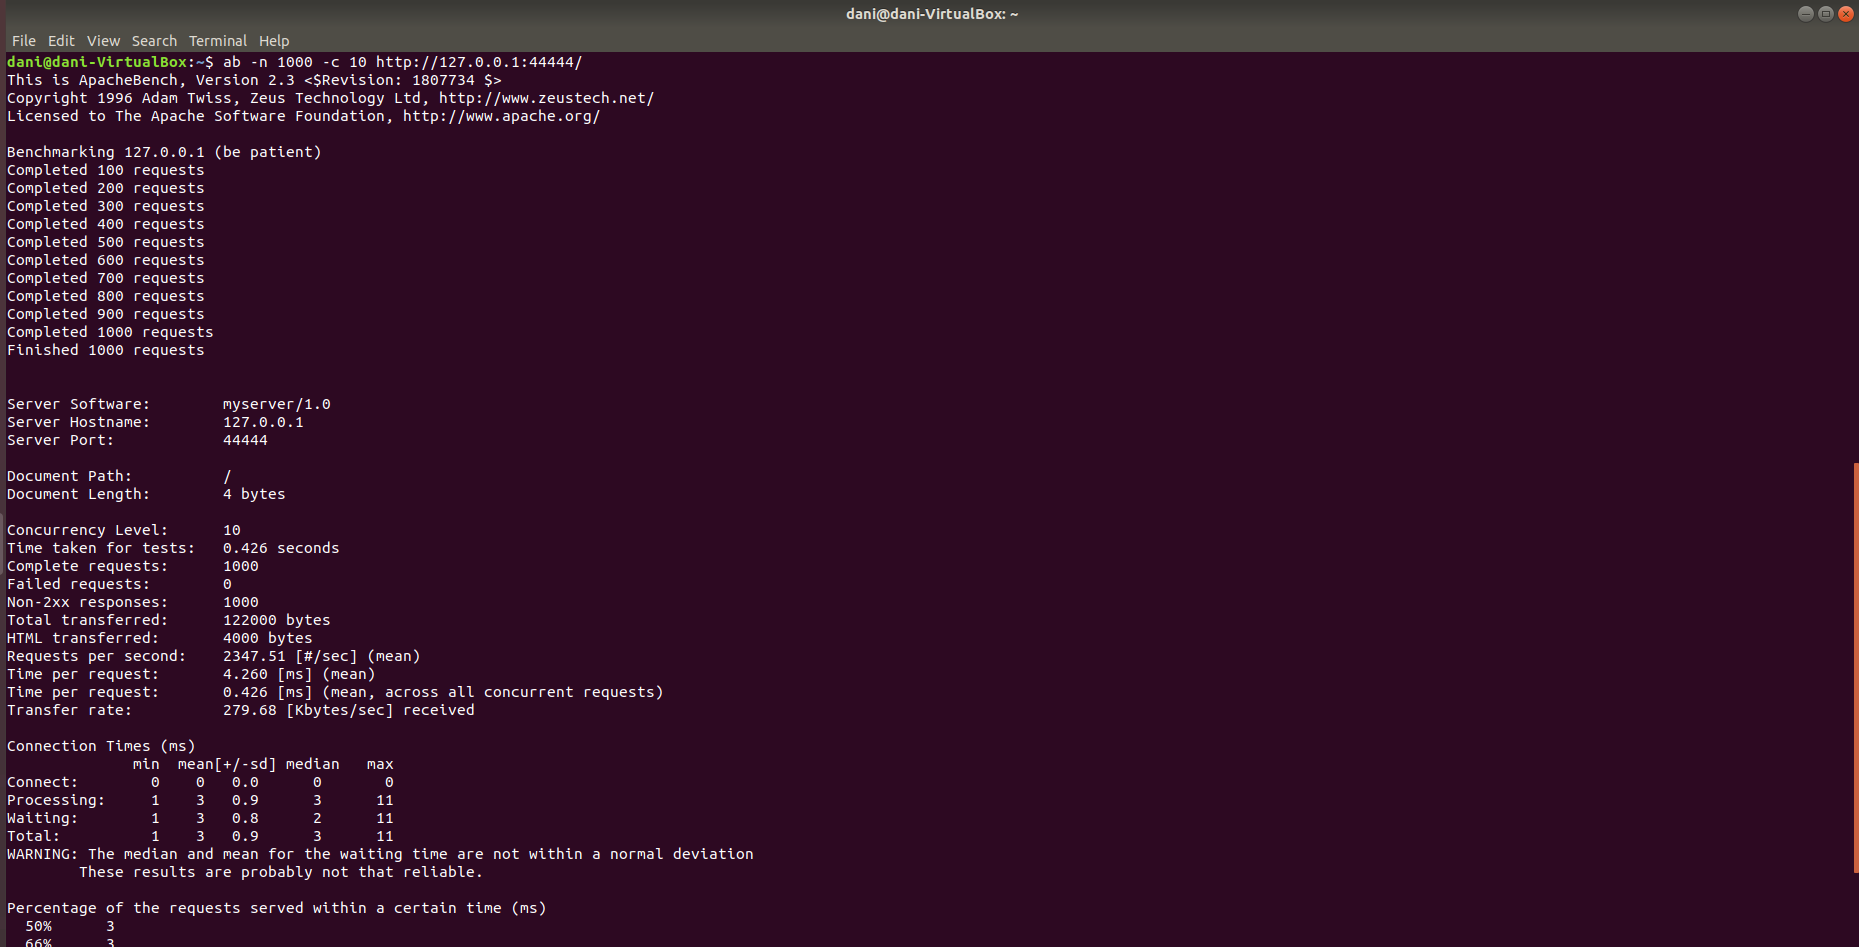 dani@dani-VirtualBox: ~
File Edit View Search Terminal Help
dani@dani-VirtualBox:~$ ab -n 1000 -c 10 http://127.0.0.1:44444/
This is ApacheBench, Version 2.3 <$Revision: 1807734 $>
Copyright 1996 Adam Twiss, Zeus Technology Ltd, http://www.zeustech.net/
Licensed to The Apache Software Foundation, http://www.apache.org/

Benchmarking 127.0.0.1 (be patient)
Completed 100 requests
Completed 200 requests
Completed 300 requests
Completed 400 requests
Completed 500 requests
Completed 600 requests
Completed 700 requests
Completed 800 requests
Completed 900 requests
Completed 1000 requests
Finished 1000 requests


Server Software:        myserver/1.0
Server Hostname:        127.0.0.1
Server Port:            44444

Document Path:          /
Document Length:        4 bytes

Concurrency Level:      10
Time taken for tests:   0.426 seconds
Complete requests:      1000
Failed requests:        0
Non-2xx responses:      1000
Total transferred:      122000 bytes
HTML transferred:       4000 bytes
Requests per second:    2347.51 [#/sec] (mean)
Time per request:       4.260 [ms] (mean)
Time per request:       0.426 [ms] (mean, across all concurrent requests)
Transfer rate:          279.68 [Kbytes/sec] received

Connection Times (ms)
              min  mean[+/-sd] median   max
Connect:        0    0   0.0      0       0
Processing:     1    3   0.9      3      11
Waiting:        1    3   0.8      2      11
Total:          1    3   0.9      3      11
WARNING: The median and mean for the waiting time are not within a normal deviation
        These results are probably not that reliable.

Percentage of the requests served within a certain time (ms)
  50%      3
  66%      3